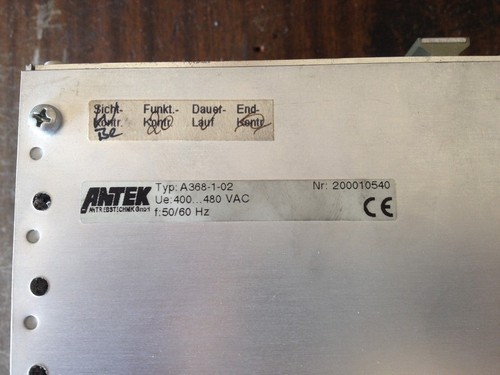 Sicht- Funkt.- Dauer- End-
Kontr. Kontr. Lauf Kontr.
Be
ANTEK
ANTRIEBSTECHNIK GmbH
Typ: A368-1-02 Nr: 200010540
Ue: 400...480 VAC
f: 50/60 Hz
CE